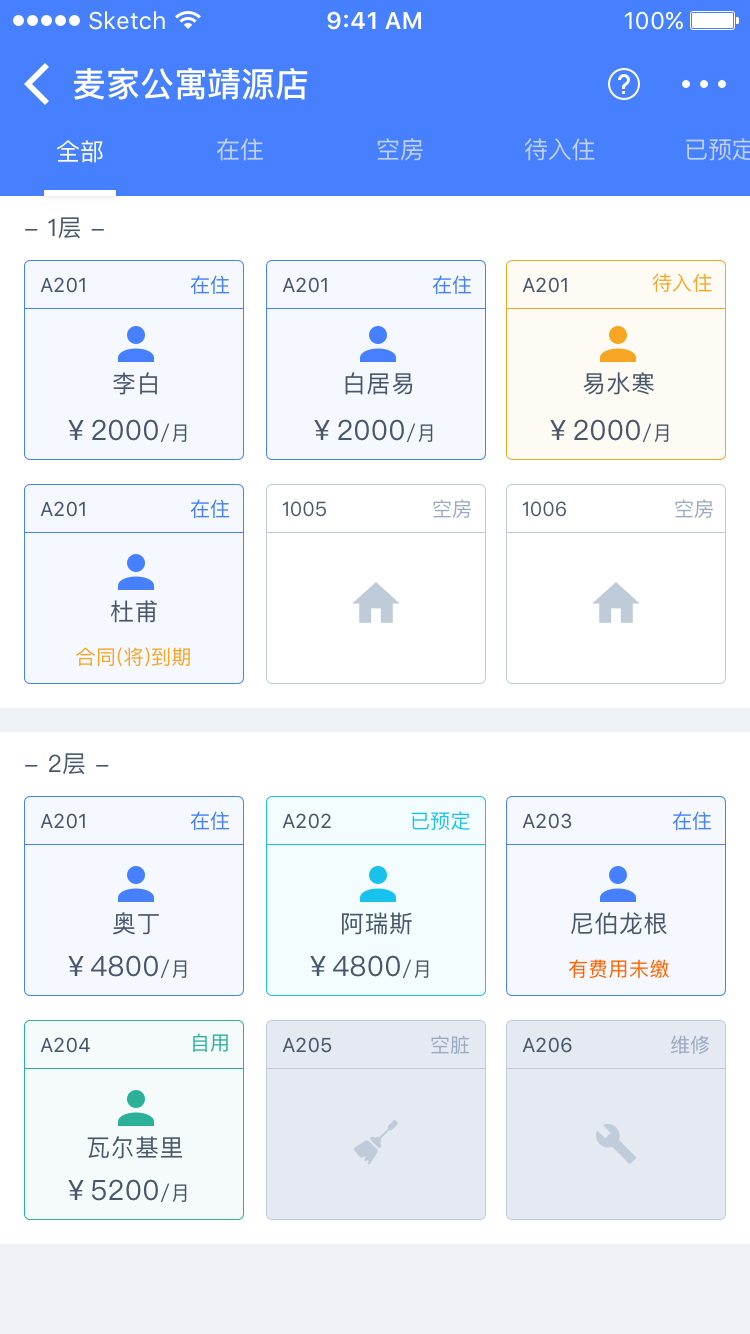 Sketch 9:41 AM 100%
麦家公寓靖源店 ?
全部 在住 空房 待入住 已预定
– 1层 –
A201 在住 A201 在住 A201 待入住
李白 白居易 易水寒
¥ 2000/月 ¥ 2000/月 ¥ 2000/月
A201 在住 1005 空房 1006 空房
杜甫
合同(将)到期
– 2层 –
A201 在住 A202 已预定 A203 在住
奥丁 阿瑞斯 尼伯龙根
¥ 4800/月 ¥ 4800/月 有费用未缴
A204 自用 A205 空脏 A206 维修
瓦尔基里
¥ 5200/月